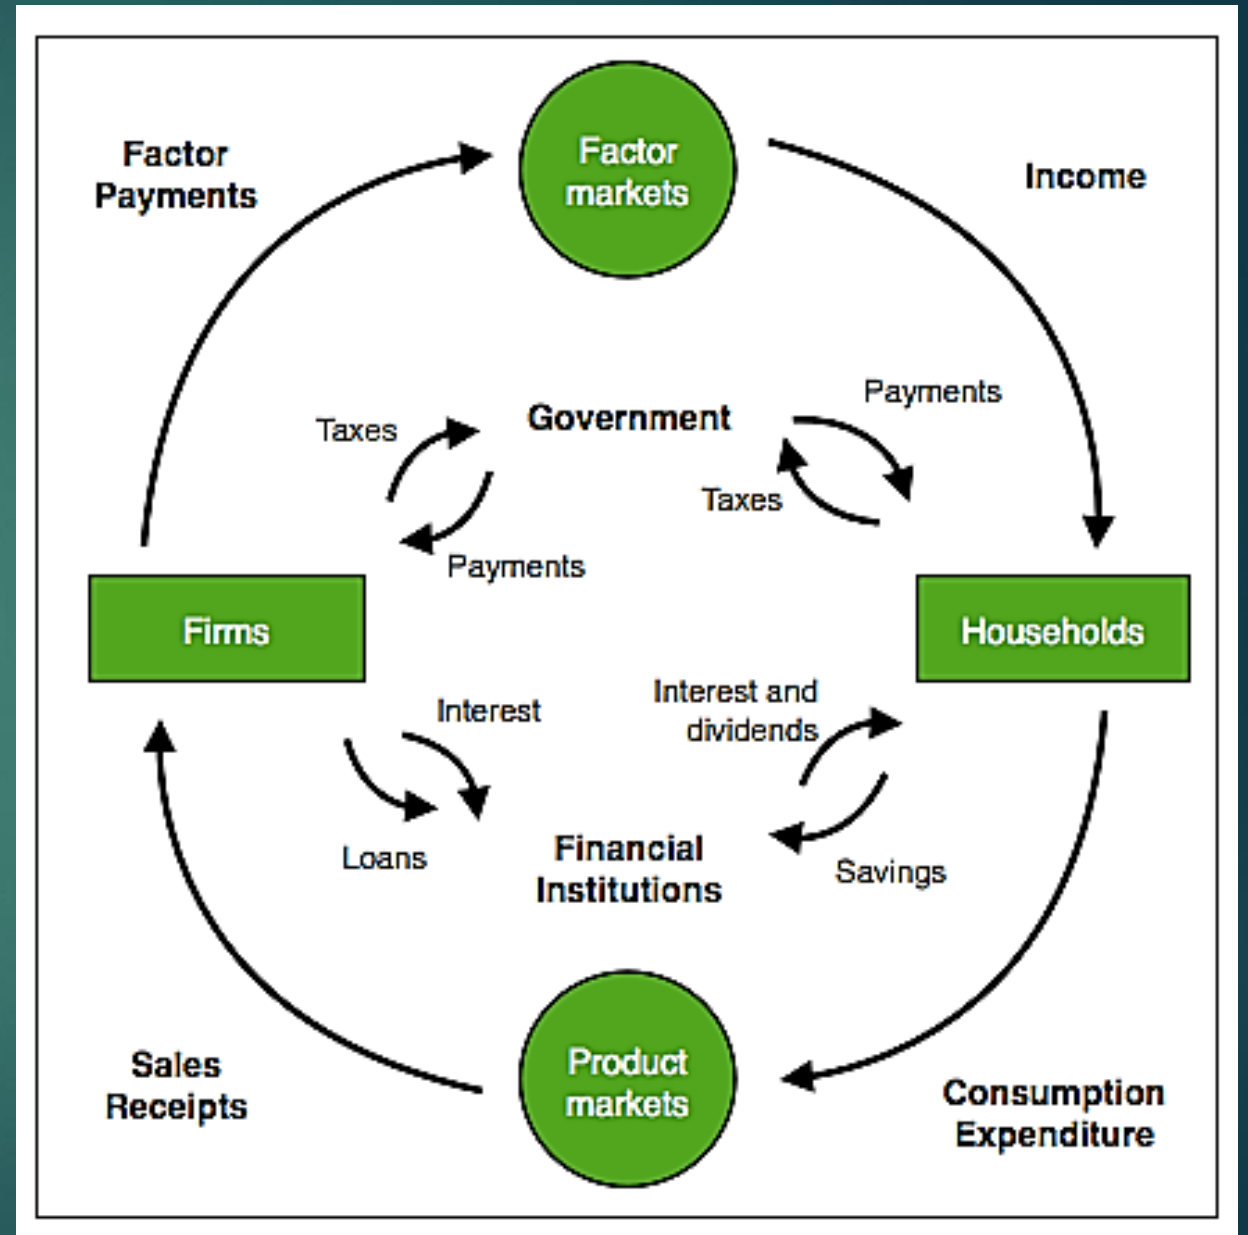 Factor
Payments
Factor
markets
Income
Payments
Taxes
Government
Taxes
Payments
Firms
Households
Interest and
dividends
Interest
Loans
Financial
Institutions
Savings
Sales
Receipts
Product
markets
Consumption
Expenditure